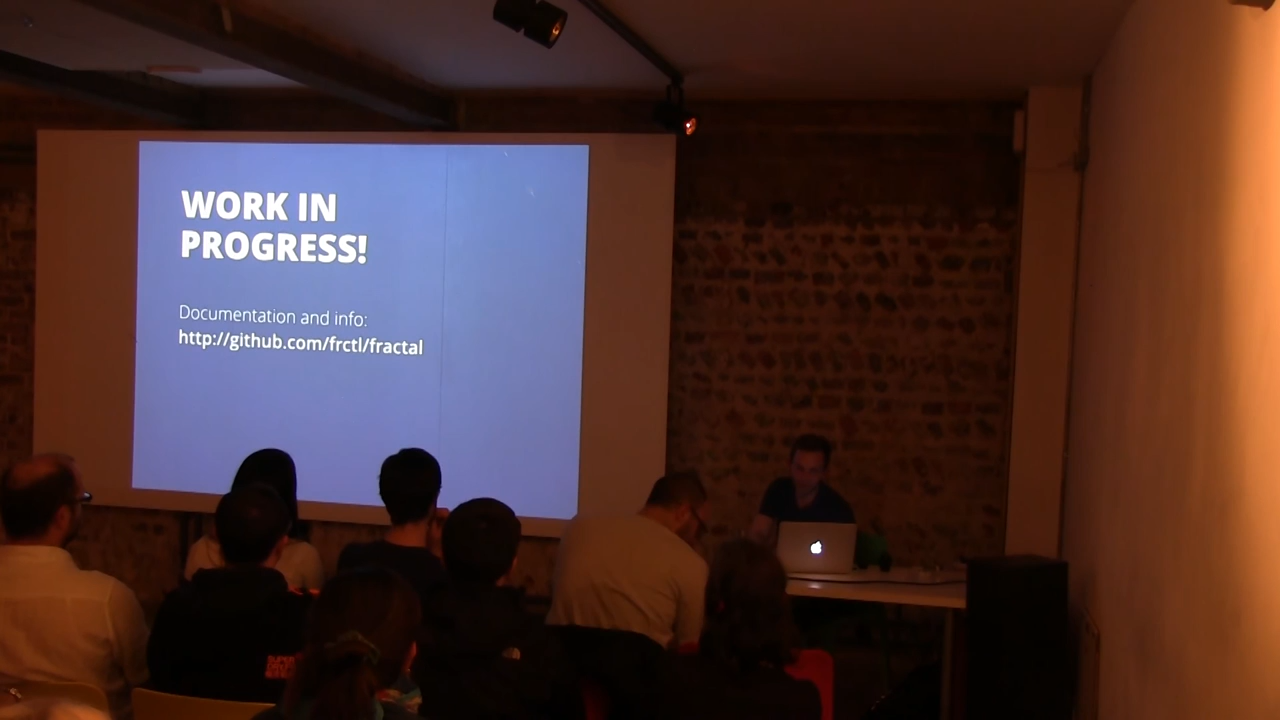 WORK IN
PROGRESS!
Documentation and info:
http://github.com/frctl/fractal